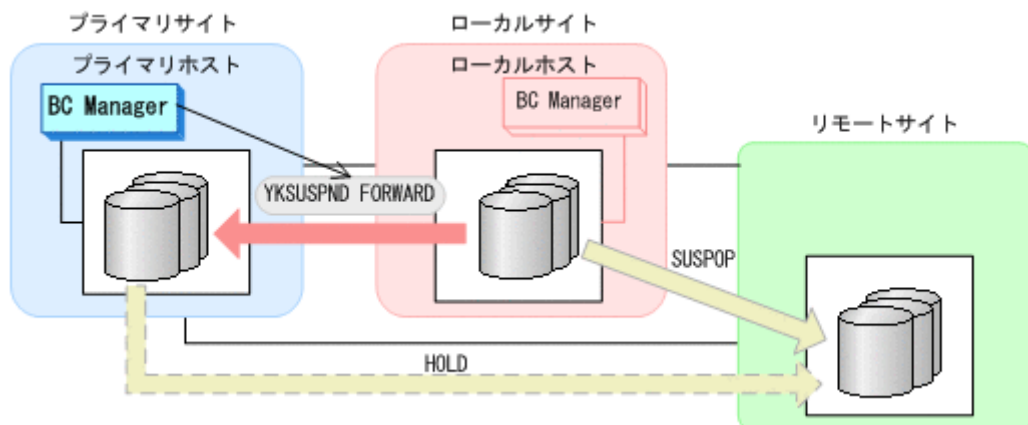 プライマリサイト
ローカルサイト
プライマリホスト
ローカルホスト
BC Manager
BC Manager
リモートサイト
YKSUSPND FORWARD
SUSPOP
HOLD